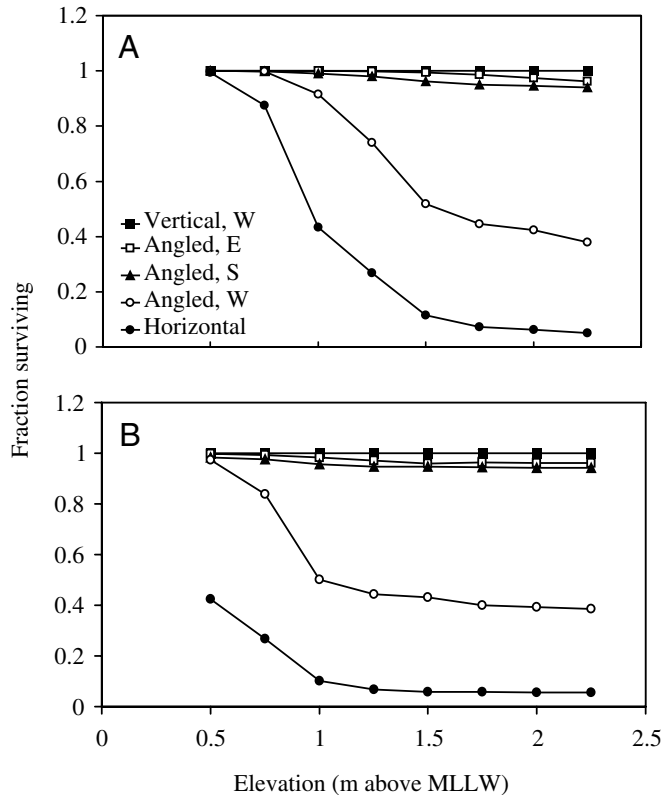 A
1.2
1
0.8
0.6
0.4
0.2
0
Vertical, W
Angled, E
Angled, S
Angled, W
Horizontal
Fraction surviving
B
1.2
1
0.8
0.6
0.4
0.2
0
0 0.5 1 1.5 2 2.5
Elevation (m above MLLW)